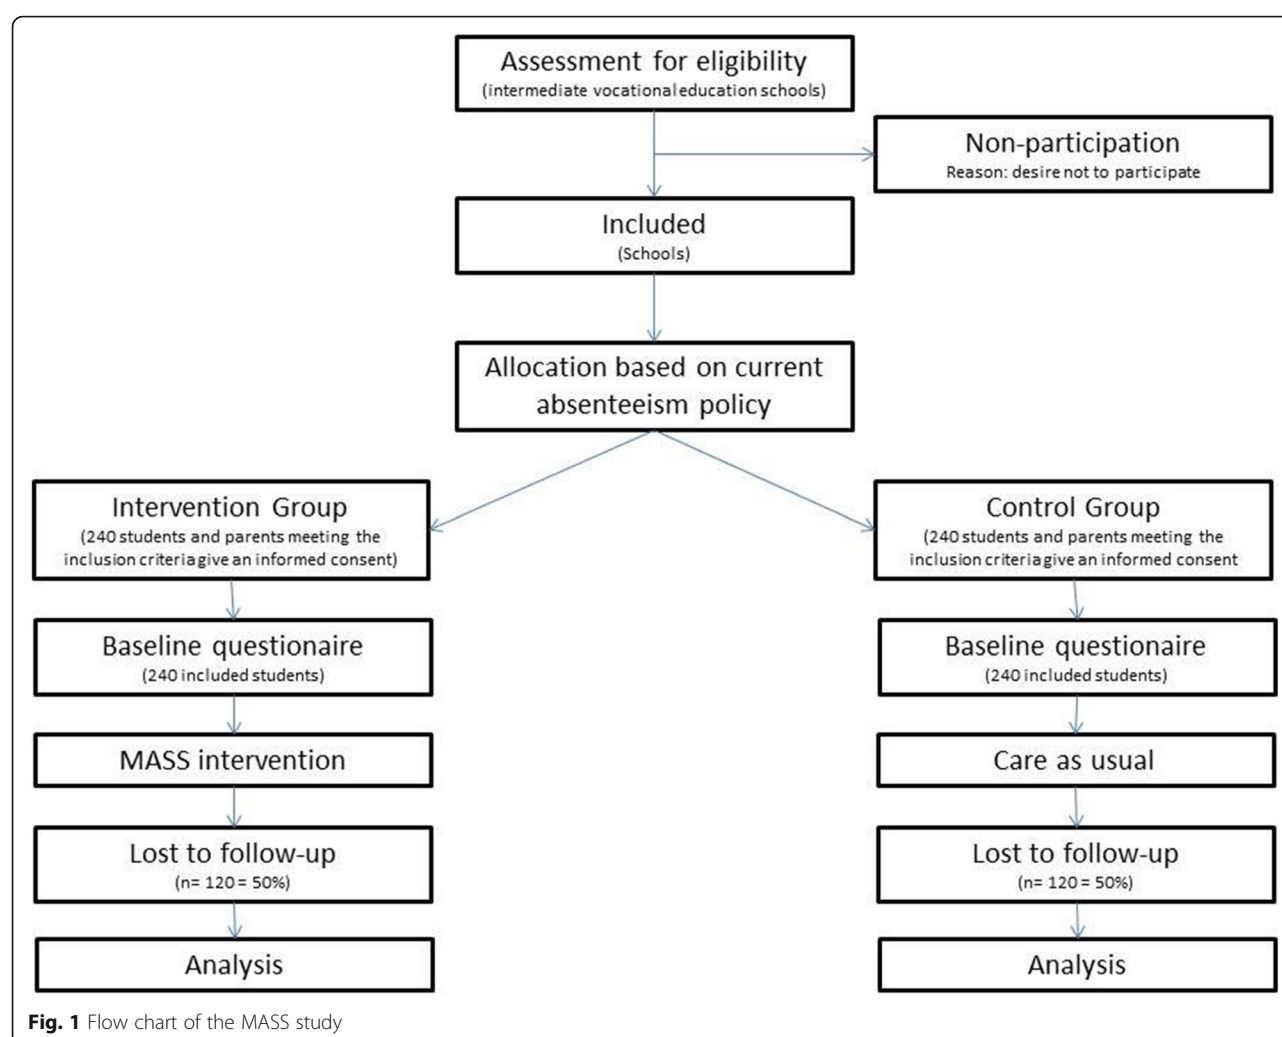 Assessment for eligibility
(intermediate vocational education schools)
Non-participation
Reason: desire not to participate
Included
(Schools)
Allocation based on current
absenteeism policy
Intervention Group
(240 students and parents meeting the
inclusion criteria give an informed consent)
Control Group
(240 students and parents meeting the
inclusion criteria give an informed consent
Baseline questionaire
(240 included students)
Baseline questionaire
(240 included students)
MASS intervention
Care as usual
Lost to follow-up
(n= 120 = 50%)
Lost to follow-up
(n= 120 = 50%)
Analysis
Analysis
Fig. 1 Flow chart of the MASS study